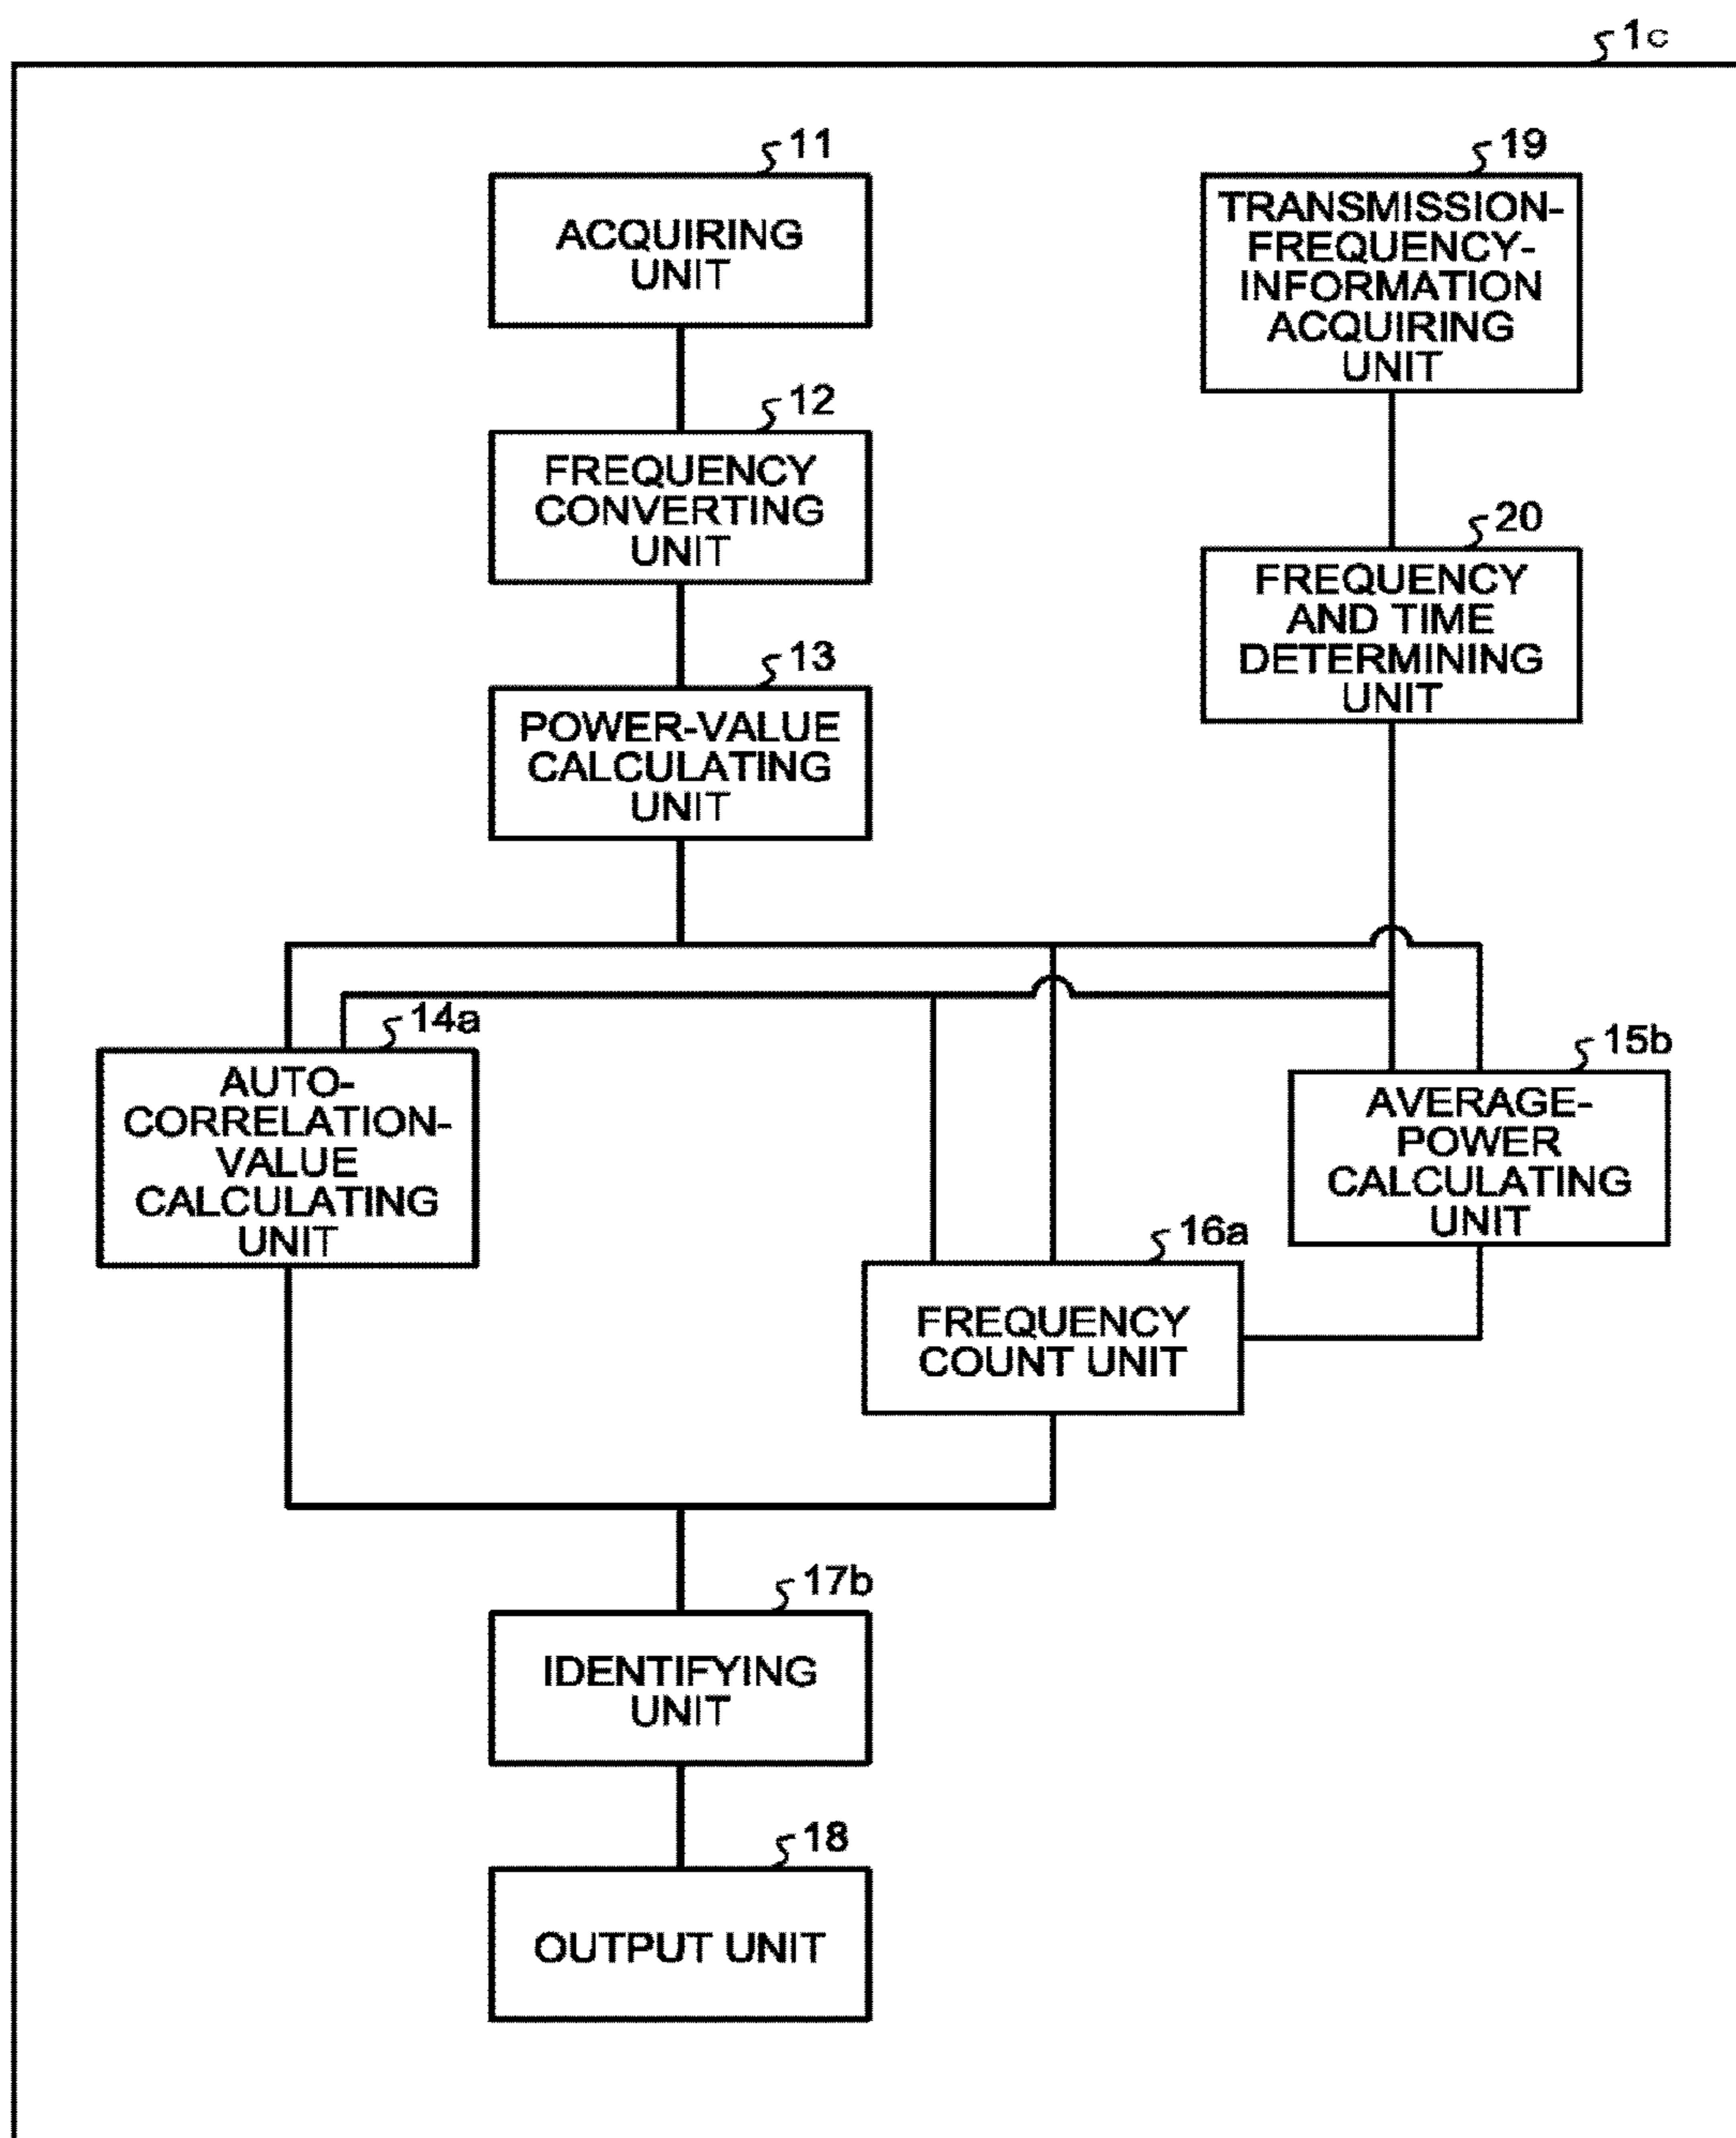 1c
11
ACQUIRING
UNIT
19
TRANSMISSION-
FREQUENCY-
INFORMATION
ACQUIRING
UNIT
12
FREQUENCY
CONVERTING
UNIT
20
FREQUENCY
AND TIME
DETERMINING
UNIT
13
POWER-VALUE
CALCULATING
UNIT
14a
AUTO-
CORRELATION-
VALUE
CALCULATING
UNIT
15b
AVERAGE-
POWER
CALCULATING
UNIT
16a
FREQUENCY
COUNT UNIT
17b
IDENTIFYING
UNIT
18
OUTPUT UNIT